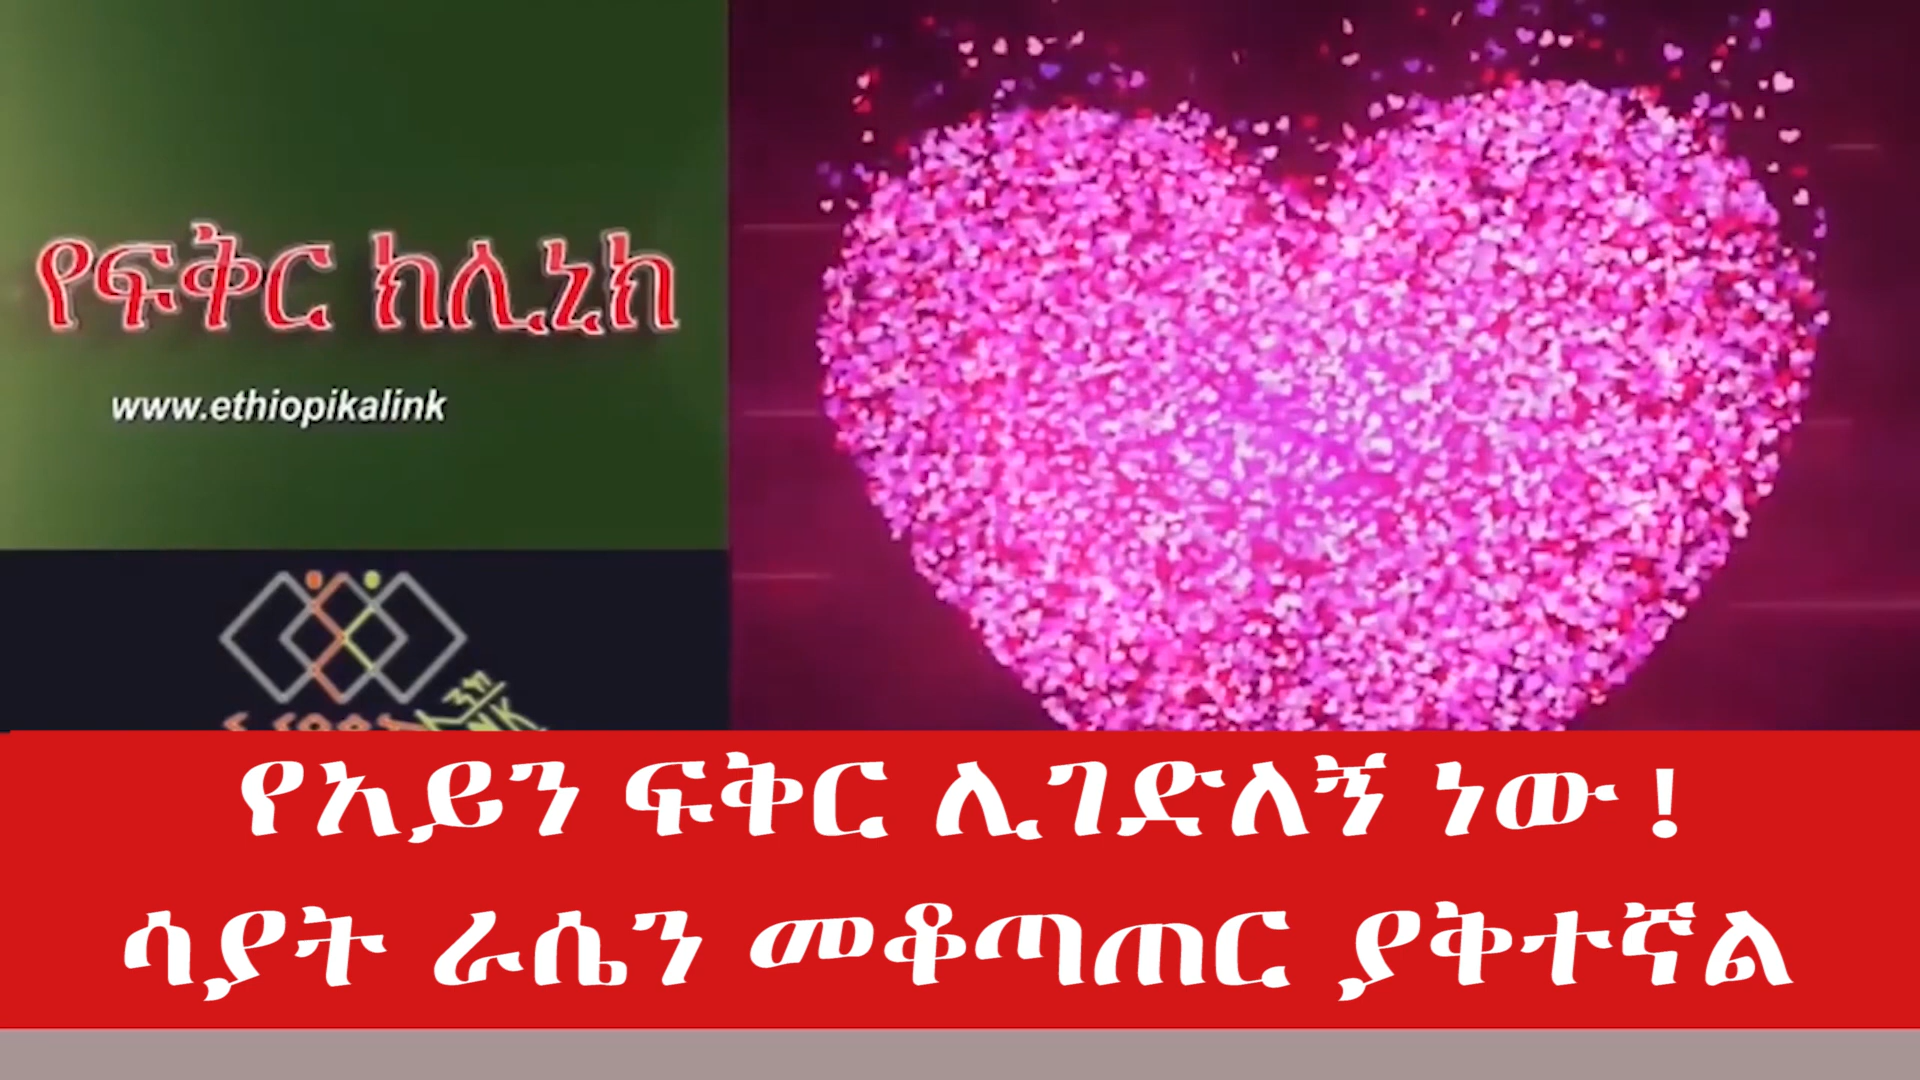 የፍቅር ክሊኒክ
www.ethiopikalink
የአይን ፍቅር ሊገድለኝ ነው!
ሳያት ራሴን መቆጣጠር ያቅተኛል